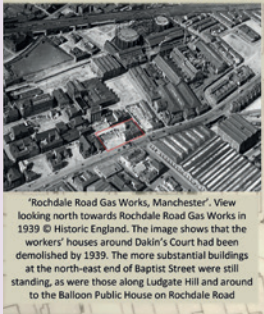 'Rochdale Road Gas Works, Manchester'. View
looking north towards Rochdale Road Gas Works in
1939 © Historic England. The image shows that the
workers' houses around Dakin's Court had been
demolished by 1939. The more substantial buildings
at the north-east end of Baptist Street were still
standing, as were those along Ludgate Hill and around
to the Balloon Public House on Rochdale Road